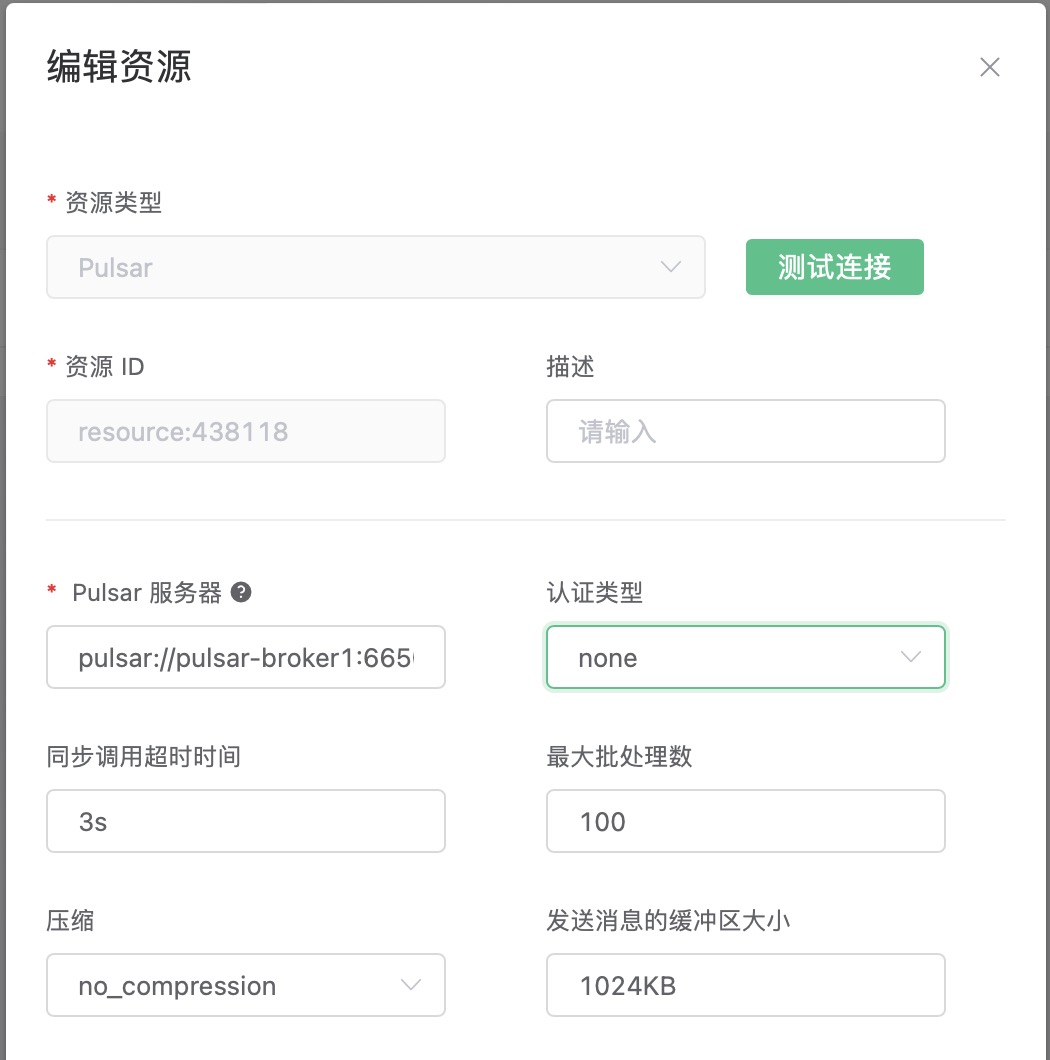 编辑资源
* 资源类型
Pulsar
测试连接
* 资源 ID
描述
resource:438118
请输入
* Pulsar 服务器 ?
认证类型
pulsar://pulsar-broker1:665
none
同步调用超时时间
最大批处理数
3s
100
压缩
发送消息的缓冲区大小
no_compression
1024KB